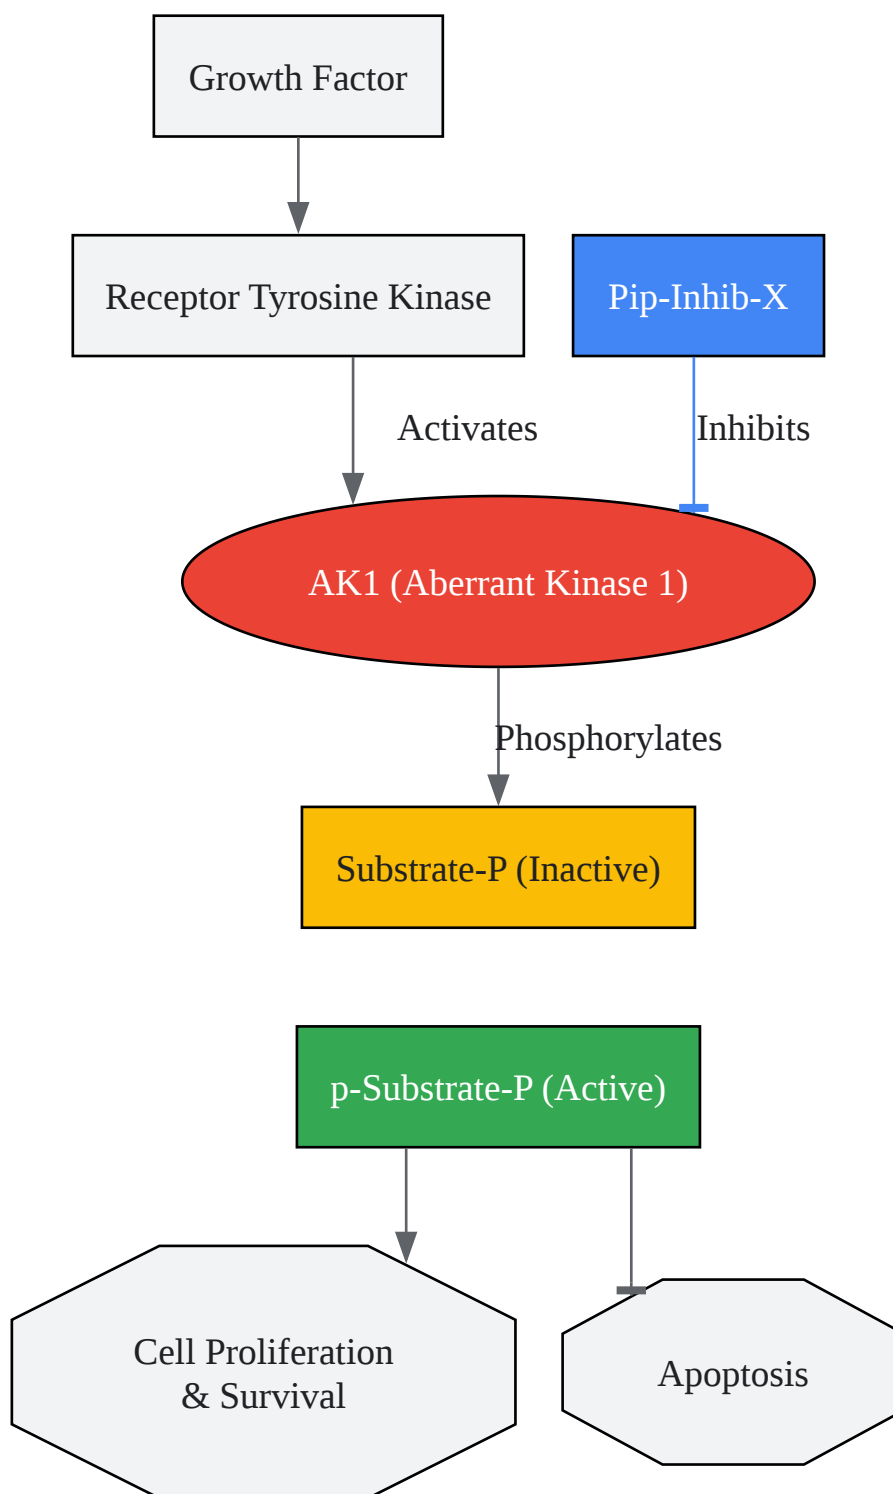 Growth Factor
Receptor Tyrosine Kinase
Pip-Inhib-X
Activates
Inhibits
AK1 (Aberrant Kinase 1)
Phosphorylates
Substrate-P (Inactive)
p-Substrate-P (Active)
Cell Proliferation
& Survival
Apoptosis